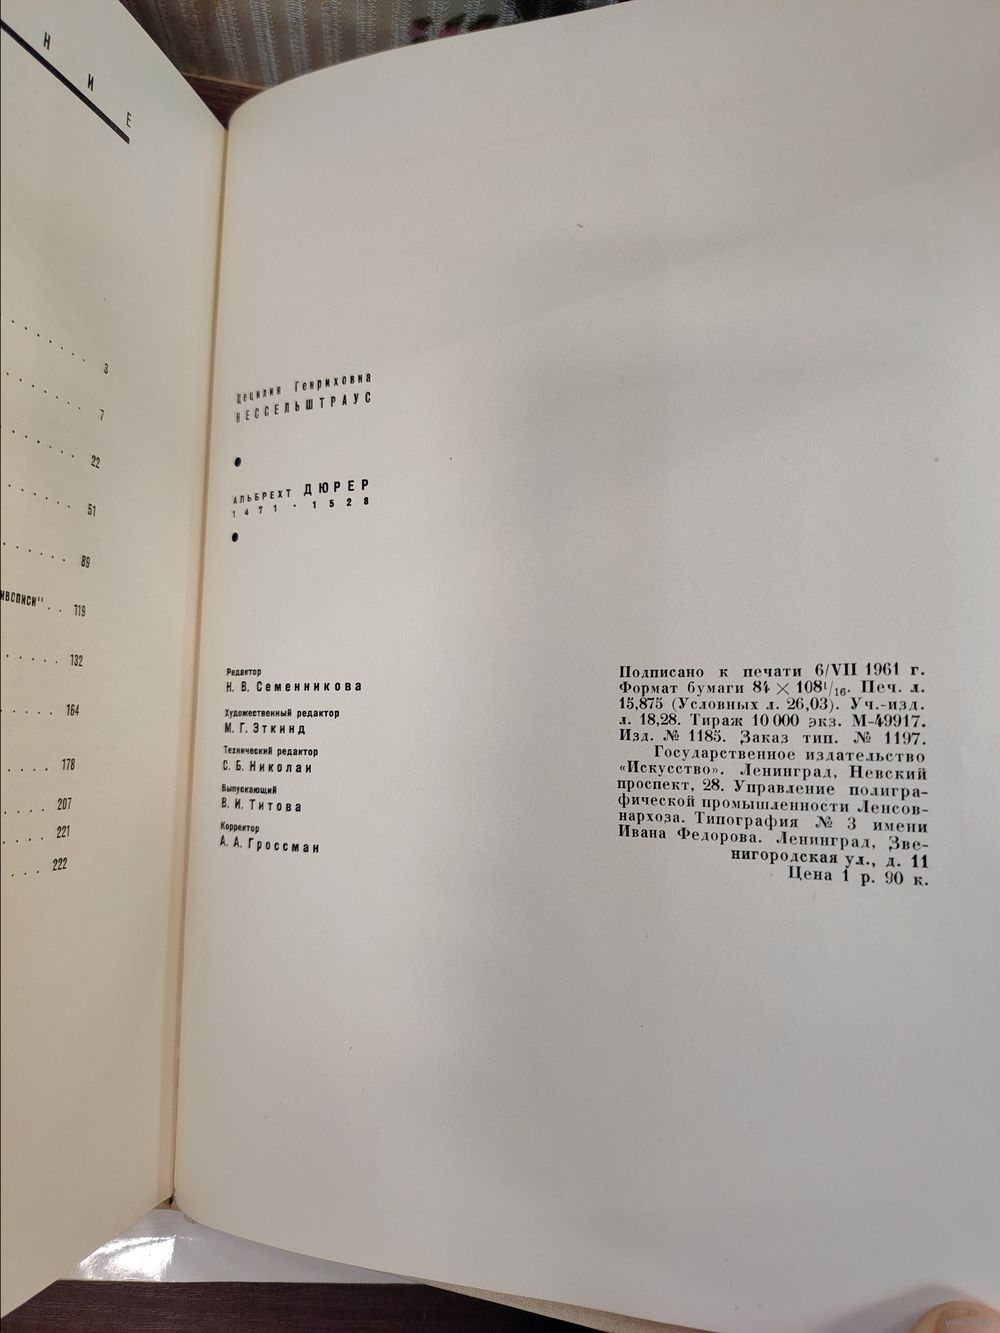 Н
И
Е
3
7
22
51
89
ивописи" 119
132
164
178
207
221
222
Цецилия Генриховна
НЕССЕЛЬШТРАУС
АЛЬБРЕХТ ДЮРЕР
1471 · 1528
Редактор
Н. В. Семенникова
Художественный редактор
М. Г. Эткинд
Технический редактор
С. Б. Николаи
Выпускающий
В. И. Титова
Корректор
А. А. Гроссман
Подписано к печати 6/VII 1961 г.
Формат бумаги 84 × 108¹/₁₆. Печ. л.
15,875 (Условных л. 26,03). Уч.-изд.
л. 18,28. Тираж 10 000 экз. М-49917.
Изд. № 1185. Заказ тип. № 1197.
Государственное издательство
«Искусство». Ленинград, Невский
проспект, 28. Управление полигра-
фической промышленности Ленсов-
нархоза. Типография № 3 имени
Ивана Федорова. Ленинград, Зве-
нигородская ул., д. 11
Цена 1 р. 90 к.